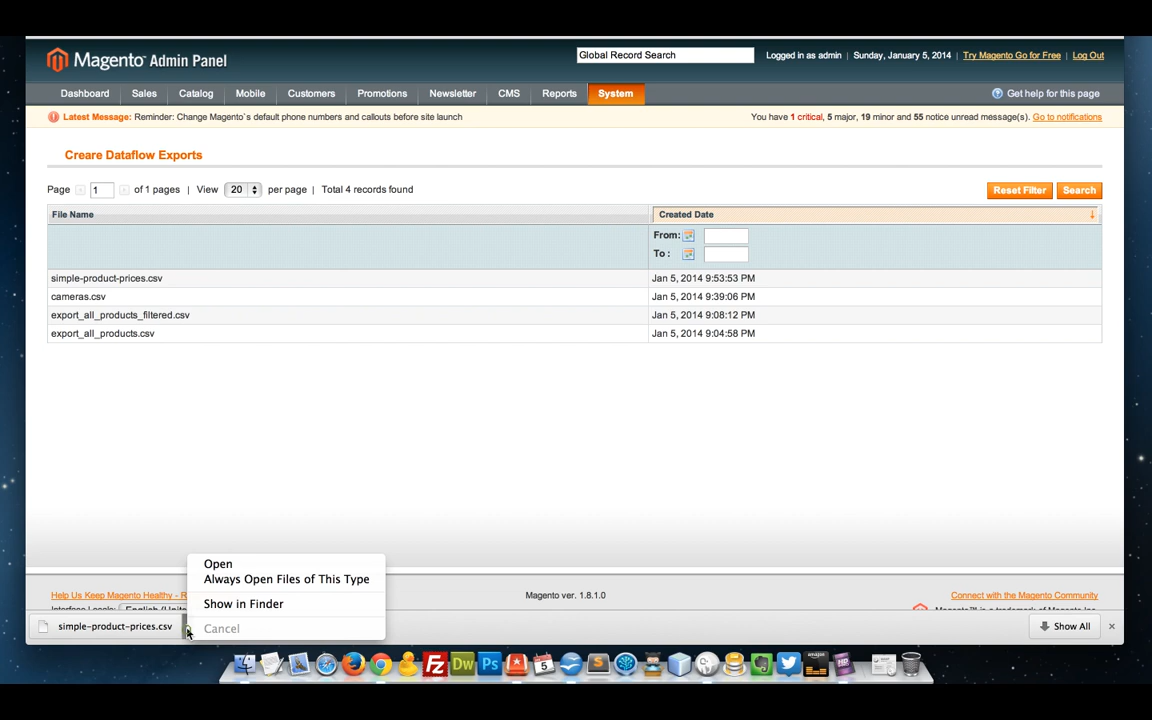 Magento Admin Panel
Global Record Search
Logged in as admin | Sunday, January 5, 2014 | Try Magento Go for Free | Log Out
Dashboard Sales Catalog Mobile Customers Promotions Newsletter CMS Reports System Get help for this page
Latest Message: Reminder: Change Magento`s default phone numbers and callouts before site launch You have 1 critical, 5 major, 19 minor and 55 notice unread message(s). Go to notifications
Creare Dataflow Exports
Page 1 of 1 pages | View 20 per page | Total 4 records found Reset Filter Search
File Name Created Date
From:
To :
simple-product-prices.csv Jan 5, 2014 9:53:53 PM
cameras.csv Jan 5, 2014 9:39:06 PM
export_all_products_filtered.csv Jan 5, 2014 9:08:12 PM
export_all_products.csv Jan 5, 2014 9:04:58 PM
Open
Always Open Files of This Type
Show in Finder
Cancel
Help Us Keep Magento Healthy - R Magento ver. 1.8.1.0 Connect with the Magento Community
simple-product-prices.csv Show All
Dw Ps 5 S